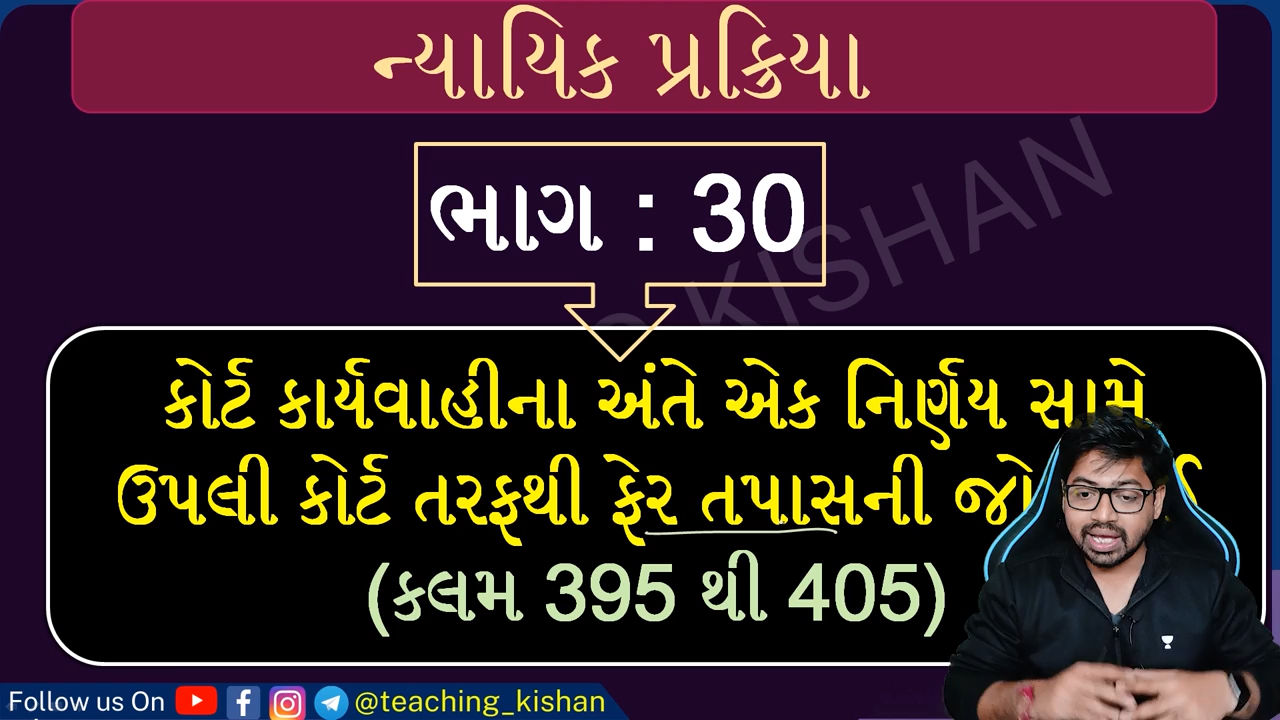 ન્યાયિક પ્રક્રિયા
ભાગ : 30
KISHAN
કોર્ટ કાર્યવાહીના અંતે એક નિર્ણય સામે
ઉપલી કોર્ટ તરફથી ફેર તપાસની
(કલમ 395 થી 405)
Follow us On @teaching_kishan